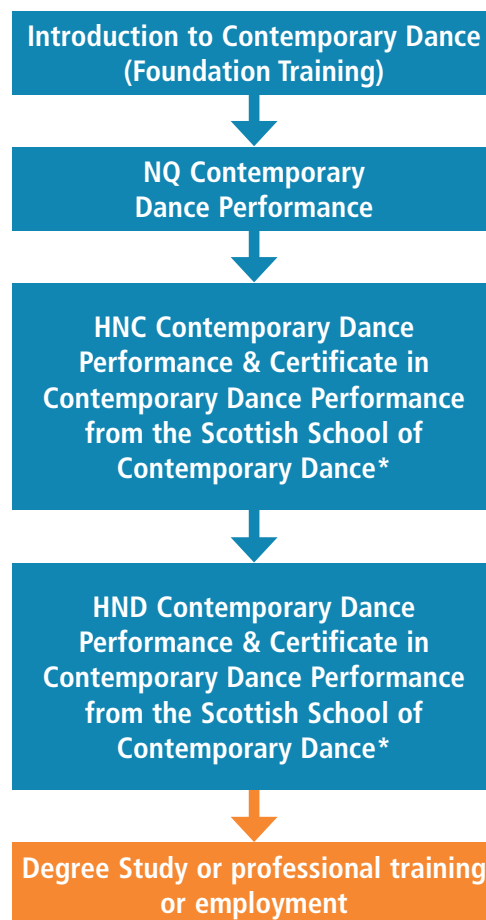 Introduction to Contemporary Dance
(Foundation Training)
NQ Contemporary
Dance Performance
HNC Contemporary Dance
Performance & Certificate in
Contemporary Dance Performance
from the Scottish School of
Contemporary Dance*
HND Contemporary Dance
Performance & Certificate in
Contemporary Dance Performance
from the Scottish School of
Contemporary Dance*
Degree Study or professional training
or employment